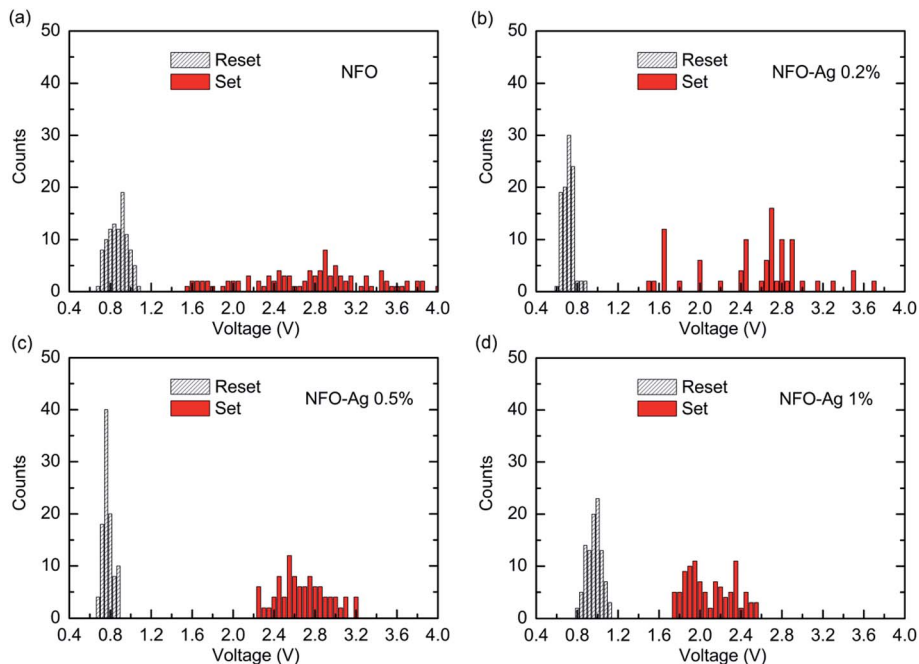 (a)
50
40
30
20
10
0
Counts
Reset
Set
NFO
0.4 0.8 1.2 1.6 2.0 2.4 2.8 3.2 3.6 4.0
Voltage (V)
(b)
50
40
30
20
10
0
Counts
Reset
Set
NFO-Ag 0.2%
0.4 0.8 1.2 1.6 2.0 2.4 2.8 3.2 3.6 4.0
Voltage (V)
(c)
50
40
30
20
10
0
Counts
Reset
Set
NFO-Ag 0.5%
0.4 0.8 1.2 1.6 2.0 2.4 2.8 3.2 3.6 4.0
Voltage (V)
(d)
50
40
30
20
10
0
Counts
Reset
Set
NFO-Ag 1%
0.4 0.8 1.2 1.6 2.0 2.4 2.8 3.2 3.6 4.0
Voltage (V)